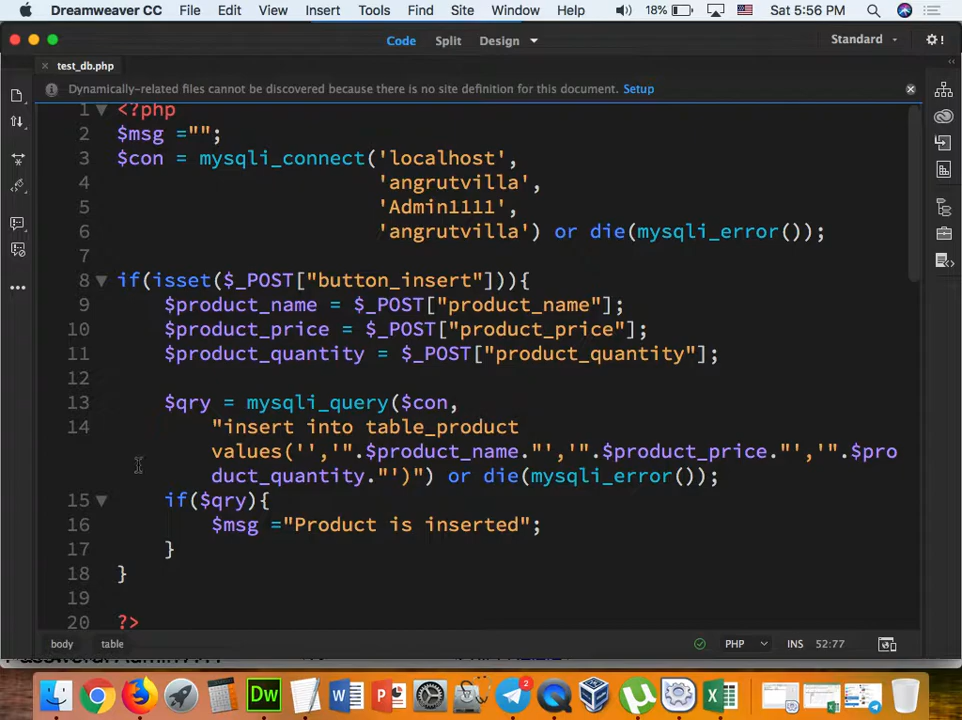 Dreamweaver CC File Edit View Insert Tools Find Site Window Help 18% Sat 5:56 PM
Code Split Design Standard
test_db.php
Dynamically-related files cannot be discovered because there is no site definition for this document. Setup
1 <?php
2 $msg ="";
3 $con = mysqli_connect('localhost',
4 'angrutvilla',
5 'Admin1111',
6 'angrutvilla') or die(mysqli_error());
7
8 if(isset($_POST["button_insert"])){
9 $product_name = $_POST["product_name"];
10 $product_price = $_POST["product_price"];
11 $product_quantity = $_POST["product_quantity"];
12
13 $qry = mysqli_query($con,
14 "insert into table_product
values('','".$product_name."','".$product_price."','".$pro
duct_quantity."')") or die(mysqli_error());
15 if($qry){
16 $msg ="Product is inserted";
17 }
18 }
19
20 ?>
body table PHP INS 52:77
Dw W P 2 X